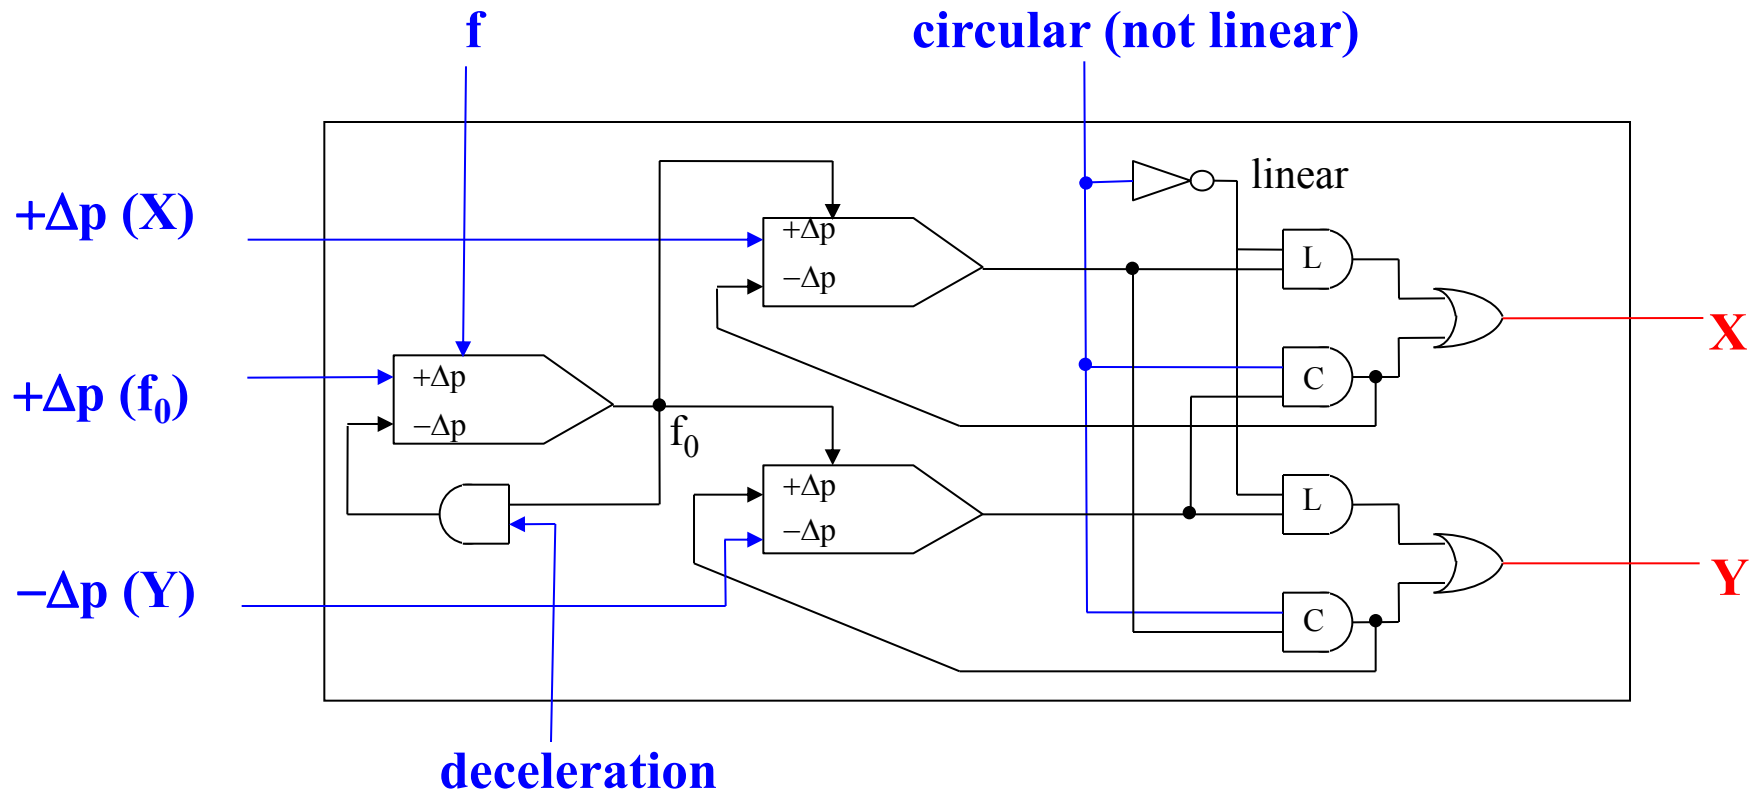 f
circular (not linear)
linear
+Δp (X)
+Δp
−Δp
L
X
C
+Δp (f₀)
+Δp
−Δp
f₀
+Δp
−Δp
L
−Δp (Y)
Y
C
deceleration